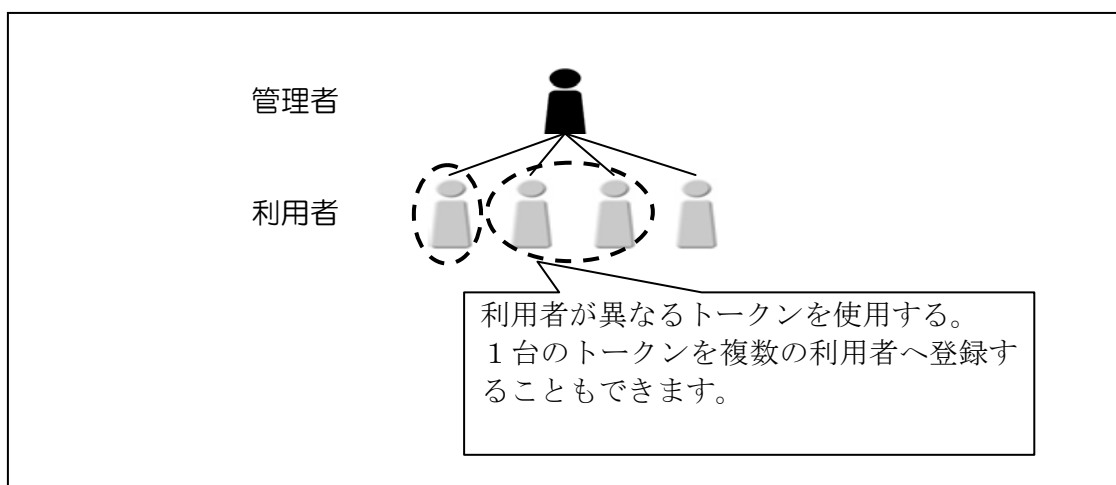 管理者
利用者
利用者が異なるトークンを使用する。
１台のトークンを複数の利用者へ登録す
ることもできます。